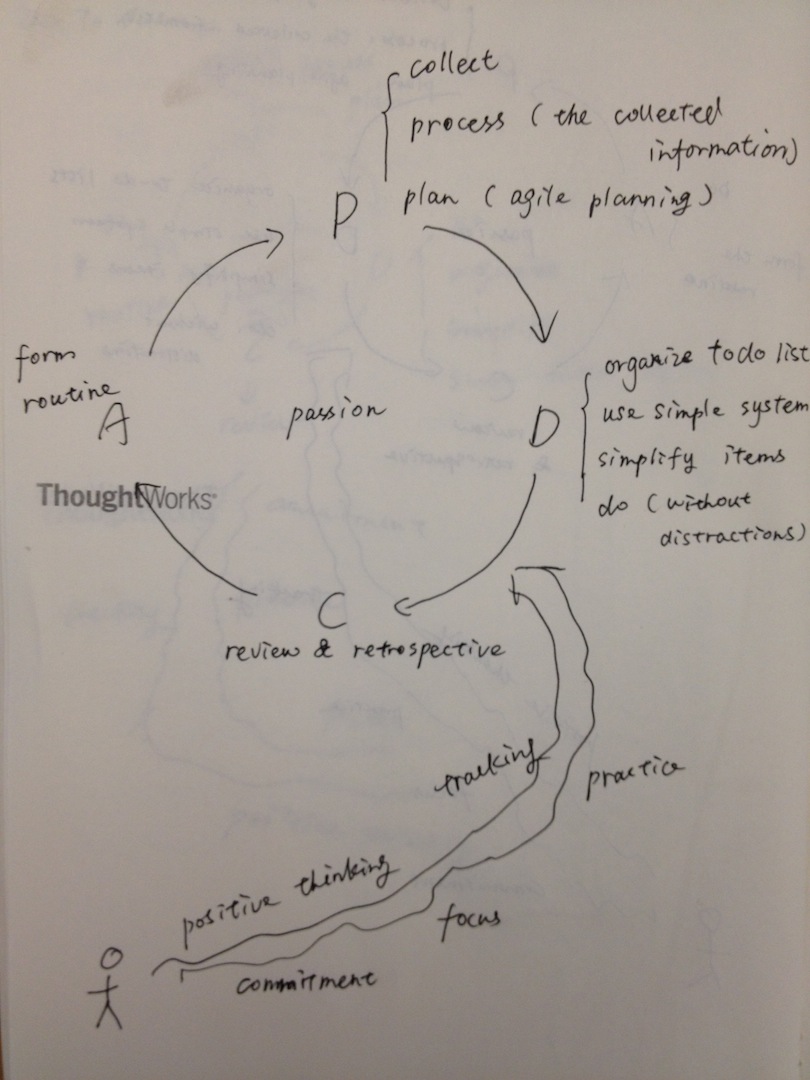 collect
process (the collected
information)
plan (agile planning)
P
form
routine
A
passion
D
organize todo list
use simple system
simplify items
do (without
distractions)
ThoughtWorks®
C
review & retrospective
tracking
practice
positive thinking
focus
commitment